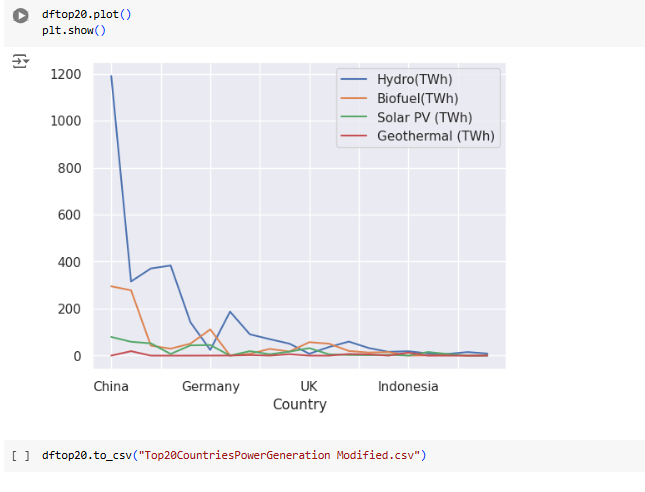 dftop20.plot()
plt.show()
1200
1000
800
600
400
200
0
Hydro(TWh)
Biofuel(TWh)
Solar PV (TWh)
Geothermal (TWh)
China Germany UK Indonesia
Country
[ ] dftop20.to_csv("Top20CountriesPowerGeneration Modified.csv")